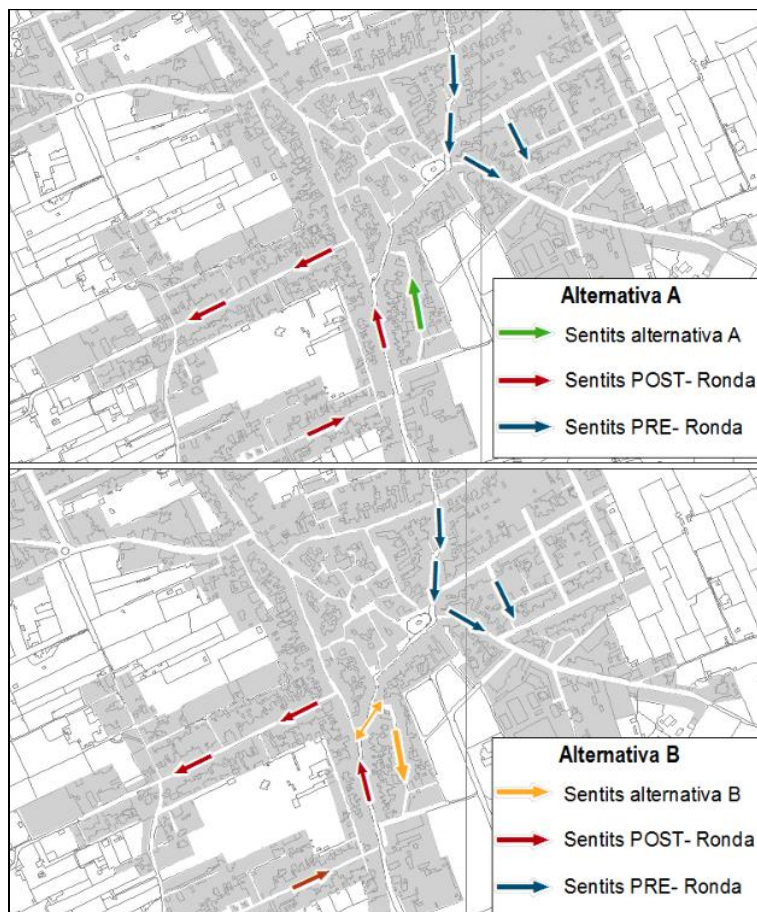 Alternativa A
Sentits alternativa A
Sentits POST- Ronda
Sentits PRE- Ronda
Alternativa B
Sentits alternativa B
Sentits POST- Ronda
Sentits PRE- Ronda